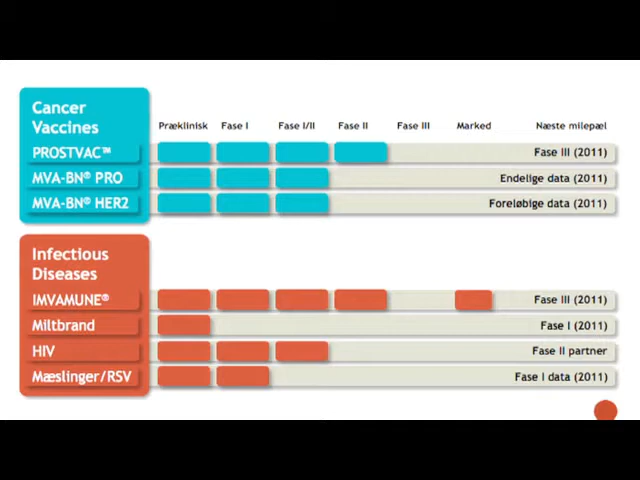 Cancer
Vaccines
Præklinisk Fase I Fase I/II Fase II Fase III Marked Næste milepæl
PROSTVAC™ Fase III (2011)
MVA-BN® PRO Endelige data (2011)
MVA-BN® HER2 Foreløbige data (2011)
Infectious
Diseases
IMVAMUNE® Fase III (2011)
Miltbrand Fase I (2011)
HIV Fase II partner
Mæslinger/RSV Fase I data (2011)